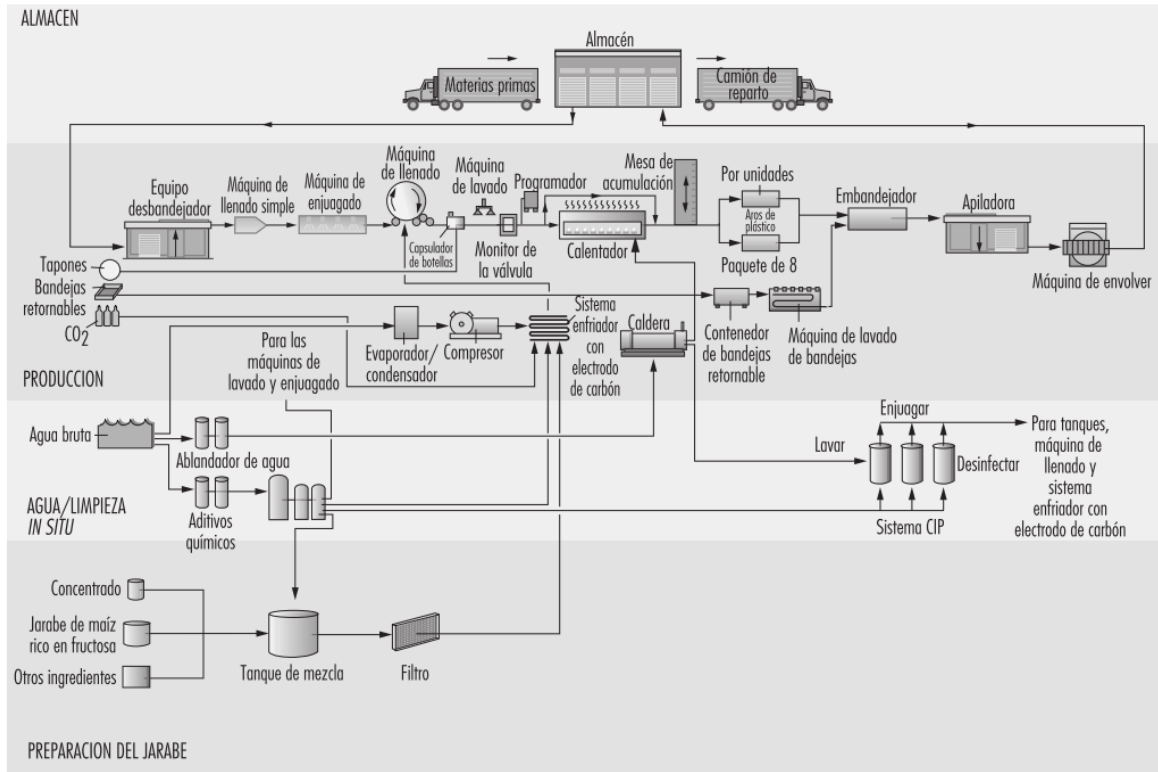 ALMACEN
Almacén
Materias primas
Camión de
reparto
Equipo
desbandejador
Máquina de
llenado simple
Máquina de
enjuagado
Máquina
de llenado
Máquina
de lavado
Programador
Mesa de
acumulación
Por unidades
Aros de
plástico
Paquete de 8
Embandejador
Apiladora
Máquina de envolver
Capsulador
de botellas
Monitor de
la válvula
Calentador
Tapones
Bandejas
retornables
CO2
Evaporador/
condensador
Compresor
Sistema
enfriador
con
electrodo
de carbón
Caldera
Contenedor
de bandejas
retornable
Máquina de lavado
de bandejas
Para las
máquinas de
lavado y enjuagado
PRODUCCION
Agua bruta
Ablandador de agua
Aditivos
químicos
Lavar
Enjuagar
Desinfectar
Sistema CIP
Para tanques,
máquina de
llenado y
sistema
enfriador con
electrodo de carbón
AGUA/LIMPIEZA
IN SITU
Concentrado
Jarabe de maíz
rico en fructosa
Otros ingredientes
Tanque de mezcla
Filtro
PREPARACION DEL JARABE